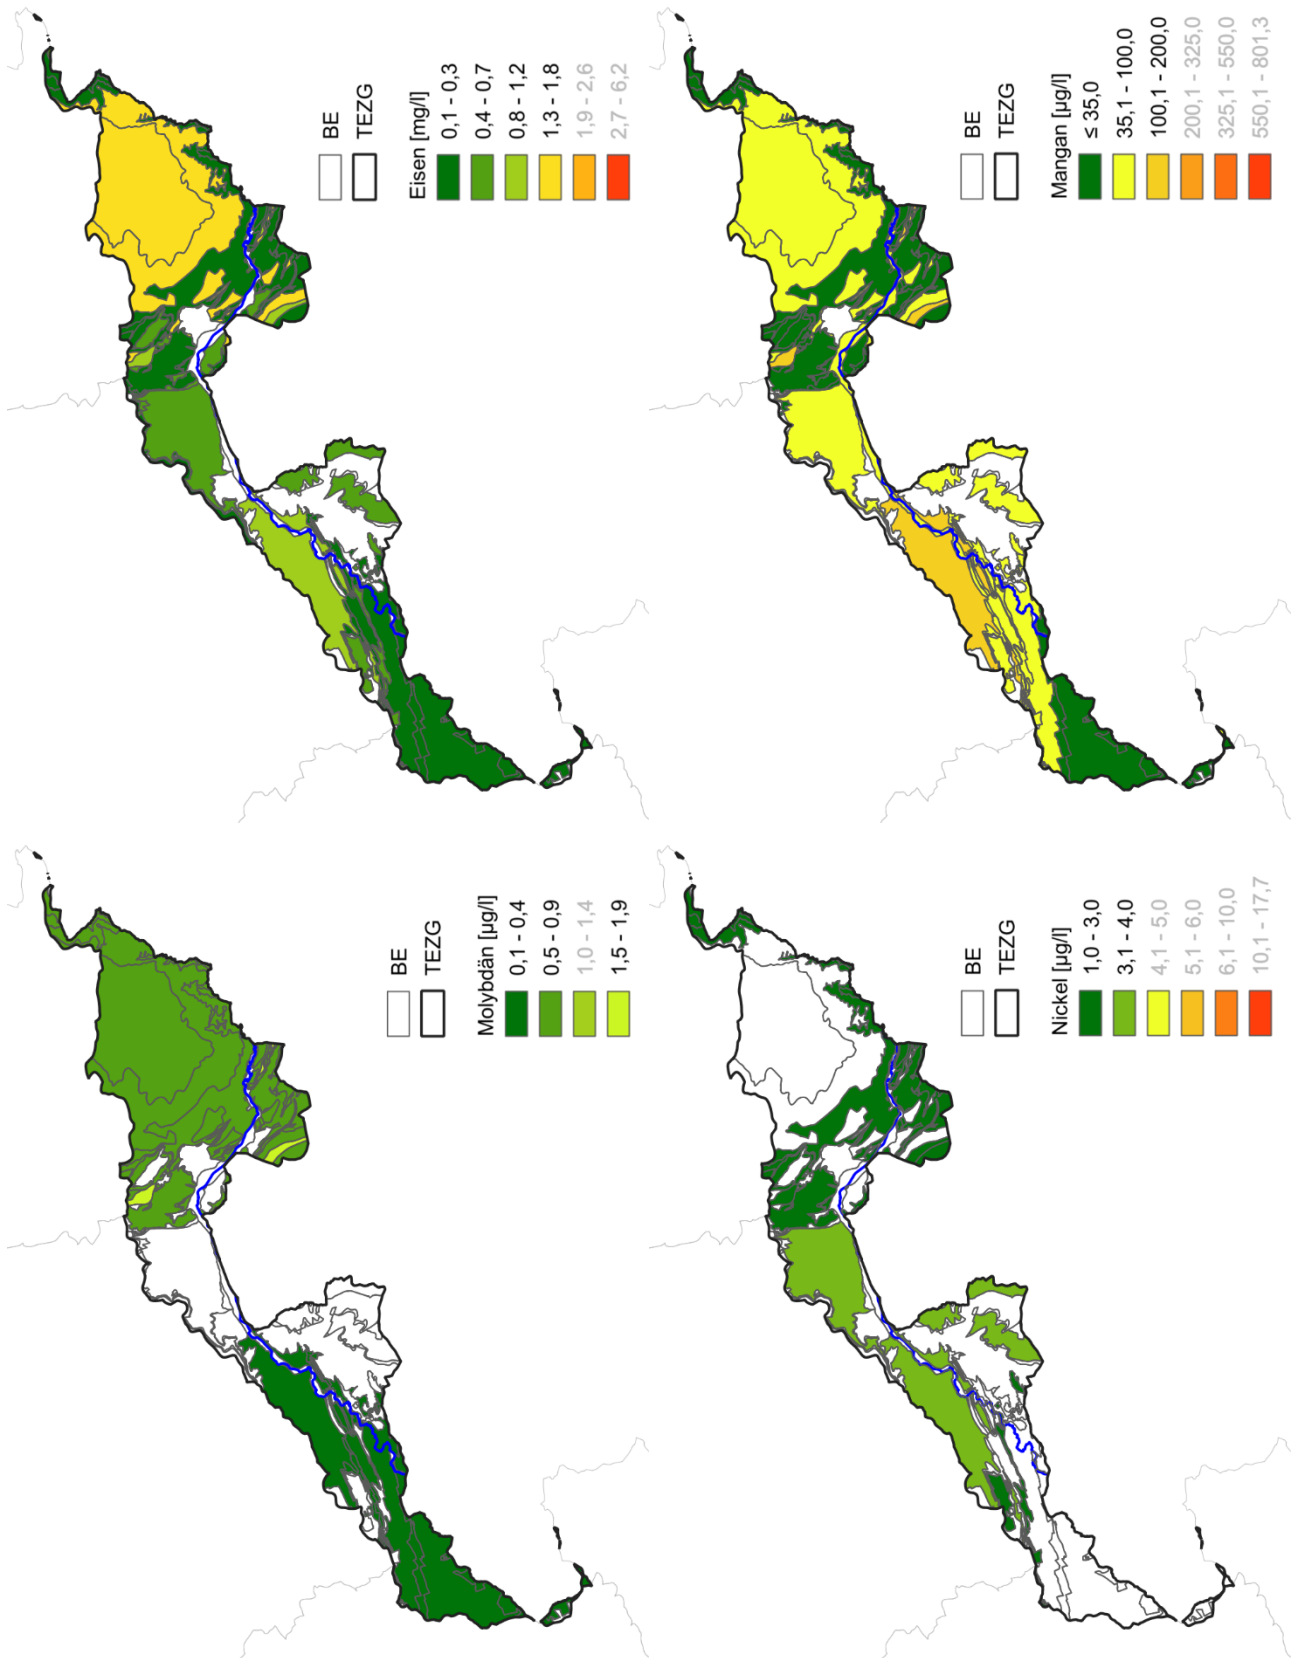 BE
TEZG
Eisen [mg/l]
0,1 - 0,3
0,4 - 0,7
0,8 - 1,2
1,3 - 1,8
1,9 - 2,6
2,7 - 6,2
BE
TEZG
Mangan [µg/l]
≤ 35,0
35,1 - 100,0
100,1 - 200,0
200,1 - 325,0
325,1 - 550,0
550,1 - 801,3
BE
TEZG
Molybdän [µg/l]
0,1 - 0,4
0,5 - 0,9
1,0 - 1,4
1,5 - 1,9
BE
TEZG
Nickel [µg/l]
1,0 - 3,0
3,1 - 4,0
4,1 - 5,0
5,1 - 6,0
6,1 - 10,0
10,1 - 17,7